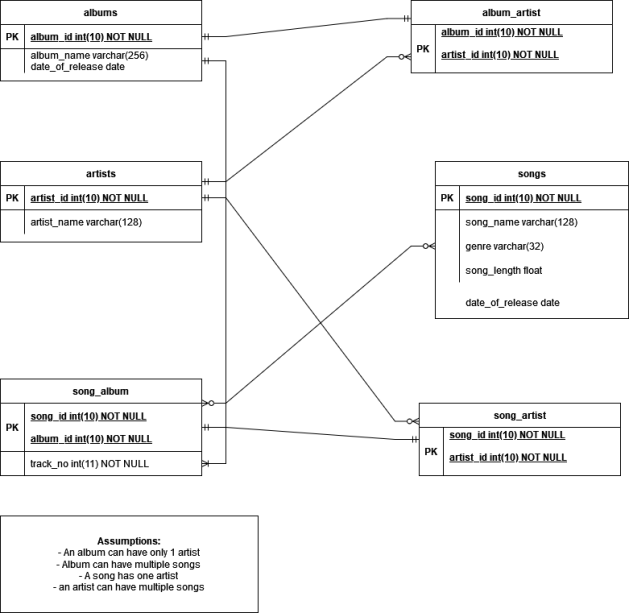 albums
PK album_id int(10) NOT NULL
album_name varchar(256)
date_of_release date
album_artist
album_id int(10) NOT NULL
PK
artist_id int(10) NOT NULL
artists
PK artist_id int(10) NOT NULL
artist_name varchar(128)
songs
PK song_id int(10) NOT NULL
song_name varchar(128)
genre varchar(32)
song_length float
date_of_release date
song_album
song_id int(10) NOT NULL
PK
album_id int(10) NOT NULL
track_no int(11) NOT NULL
song_artist
song_id int(10) NOT NULL
PK
artist_id int(10) NOT NULL
Assumptions:
- An album can have only 1 artist
- Album can have multiple songs
- A song has one artist
- an artist can have multiple songs